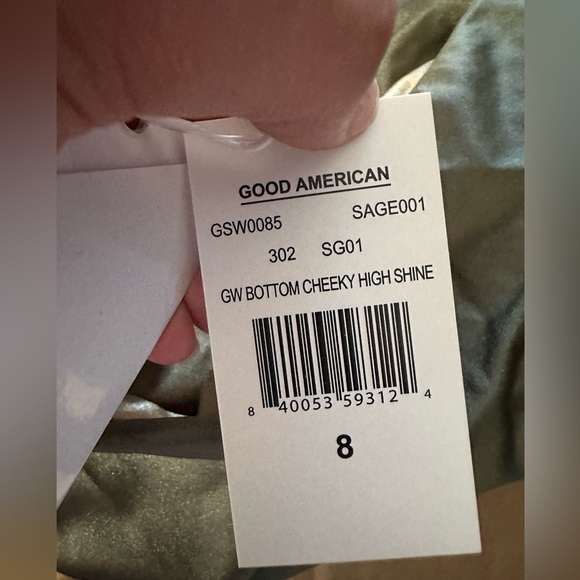 GOOD AMERICAN
GSW0085 SAGE001
302 SG01
GW BOTTOM CHEEKY HIGH SHINE
8 40053 59312 4
8